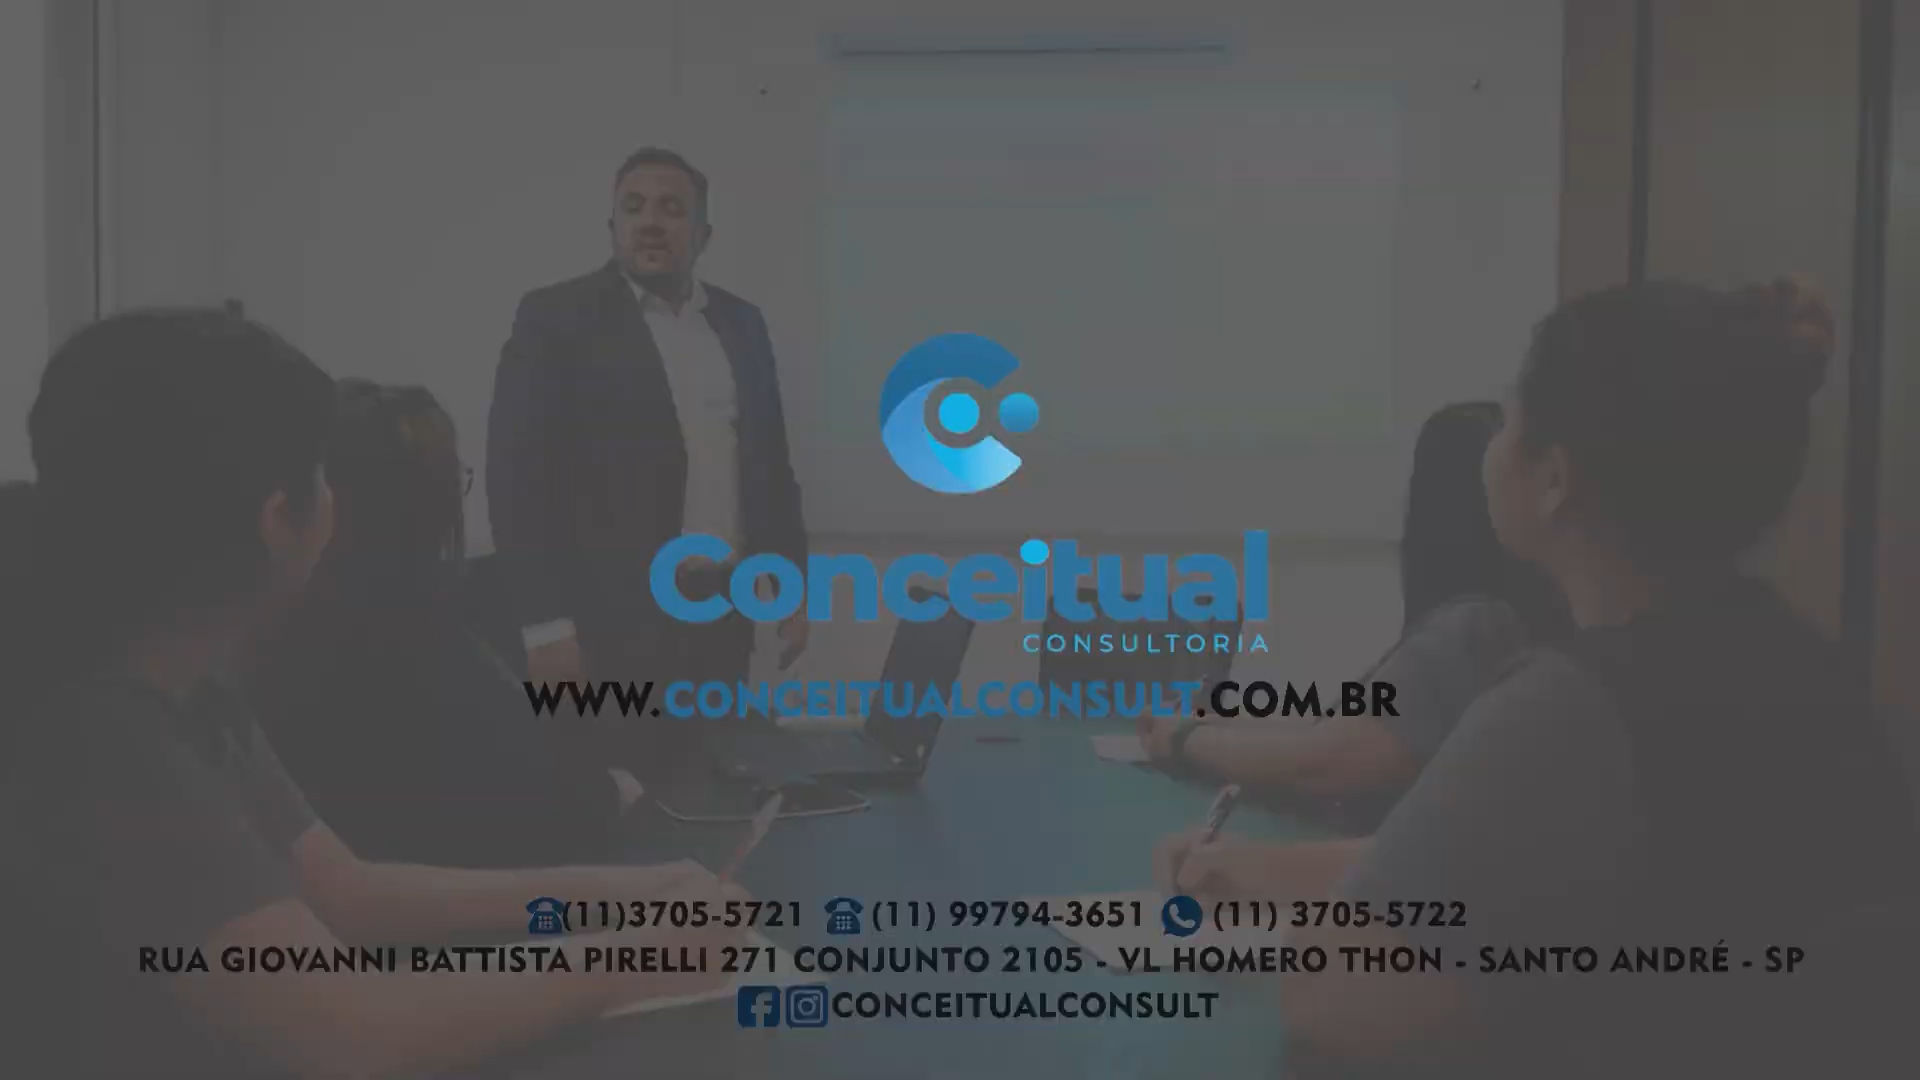 Conceitual
CONSULTORIA
WWW.CONCEITUALCONSULT.COM.BR
(11)3705-5721 (11) 99794-3651 (11) 3705-5722
RUA GIOVANNI BATTISTA PIRELLI 271 CONJUNTO 2105 - VL HOMERO THON - SANTO ANDRÉ - SP
CONCEITUALCONSULT